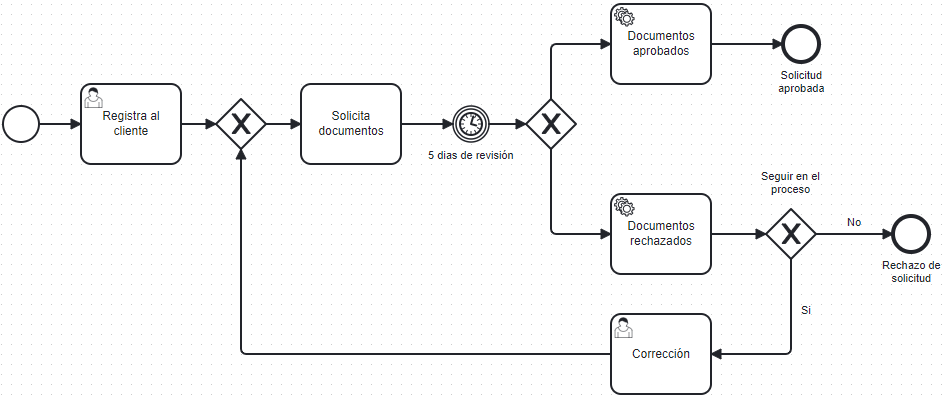 Registra al
cliente
Solicita
documentos
5 dias de revisión
Documentos
aprobados
Solicitud
aprobada
Documentos
rechazados
Seguir en el
proceso
No
Rechazo de
solicitud
Si
Corrección